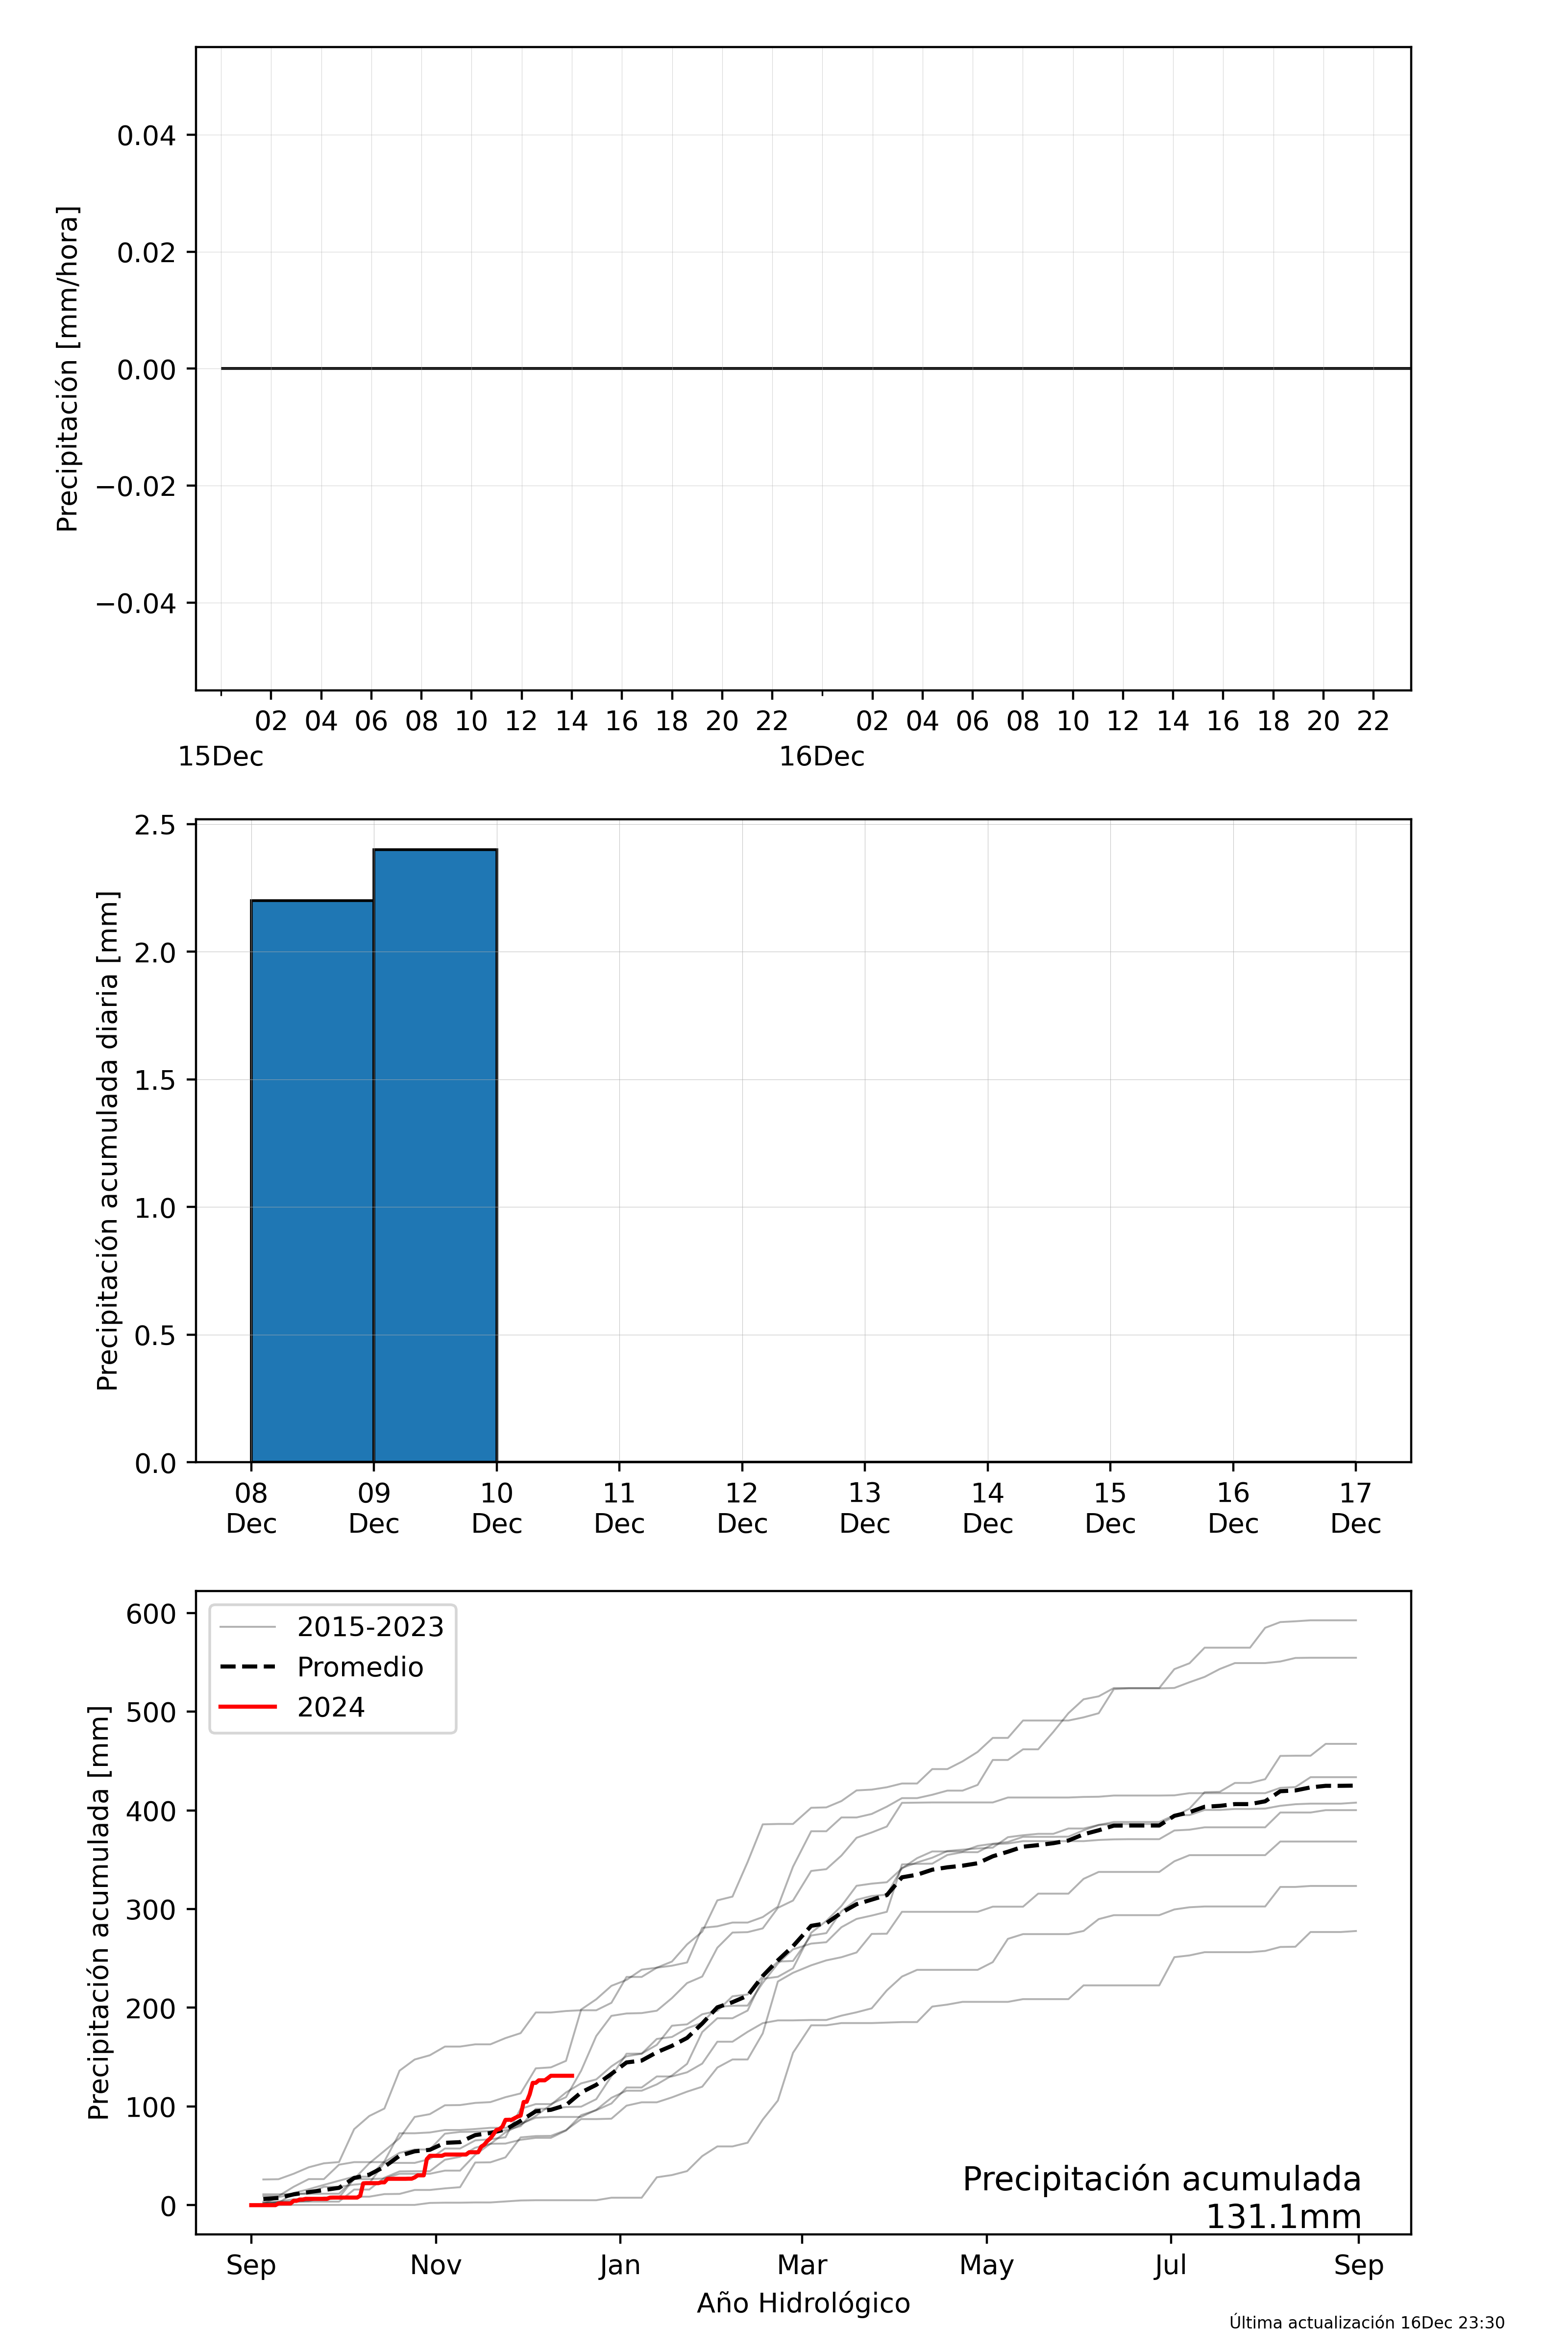 Precipitación [mm/hora]
0.04
0.02
0.00
−0.02
−0.04
02 04 06 08 10 12 14 16 18 20 22 02 04 06 08 10 12 14 16 18 20 22
15Dec 16Dec
Precipitación acumulada diaria [mm]
2.5
2.0
1.5
1.0
0.5
0.0
08 09 10 11 12 13 14 15 16 17
Dec Dec Dec Dec Dec Dec Dec Dec Dec Dec
Precipitación acumulada [mm]
600
500
400
300
200
100
0
2015-2023
Promedio
2024
Precipitación acumulada
131.1mm
Sep Nov Jan Mar May Jul Sep
Año Hidrológico
Última actualización 16Dec 23:30